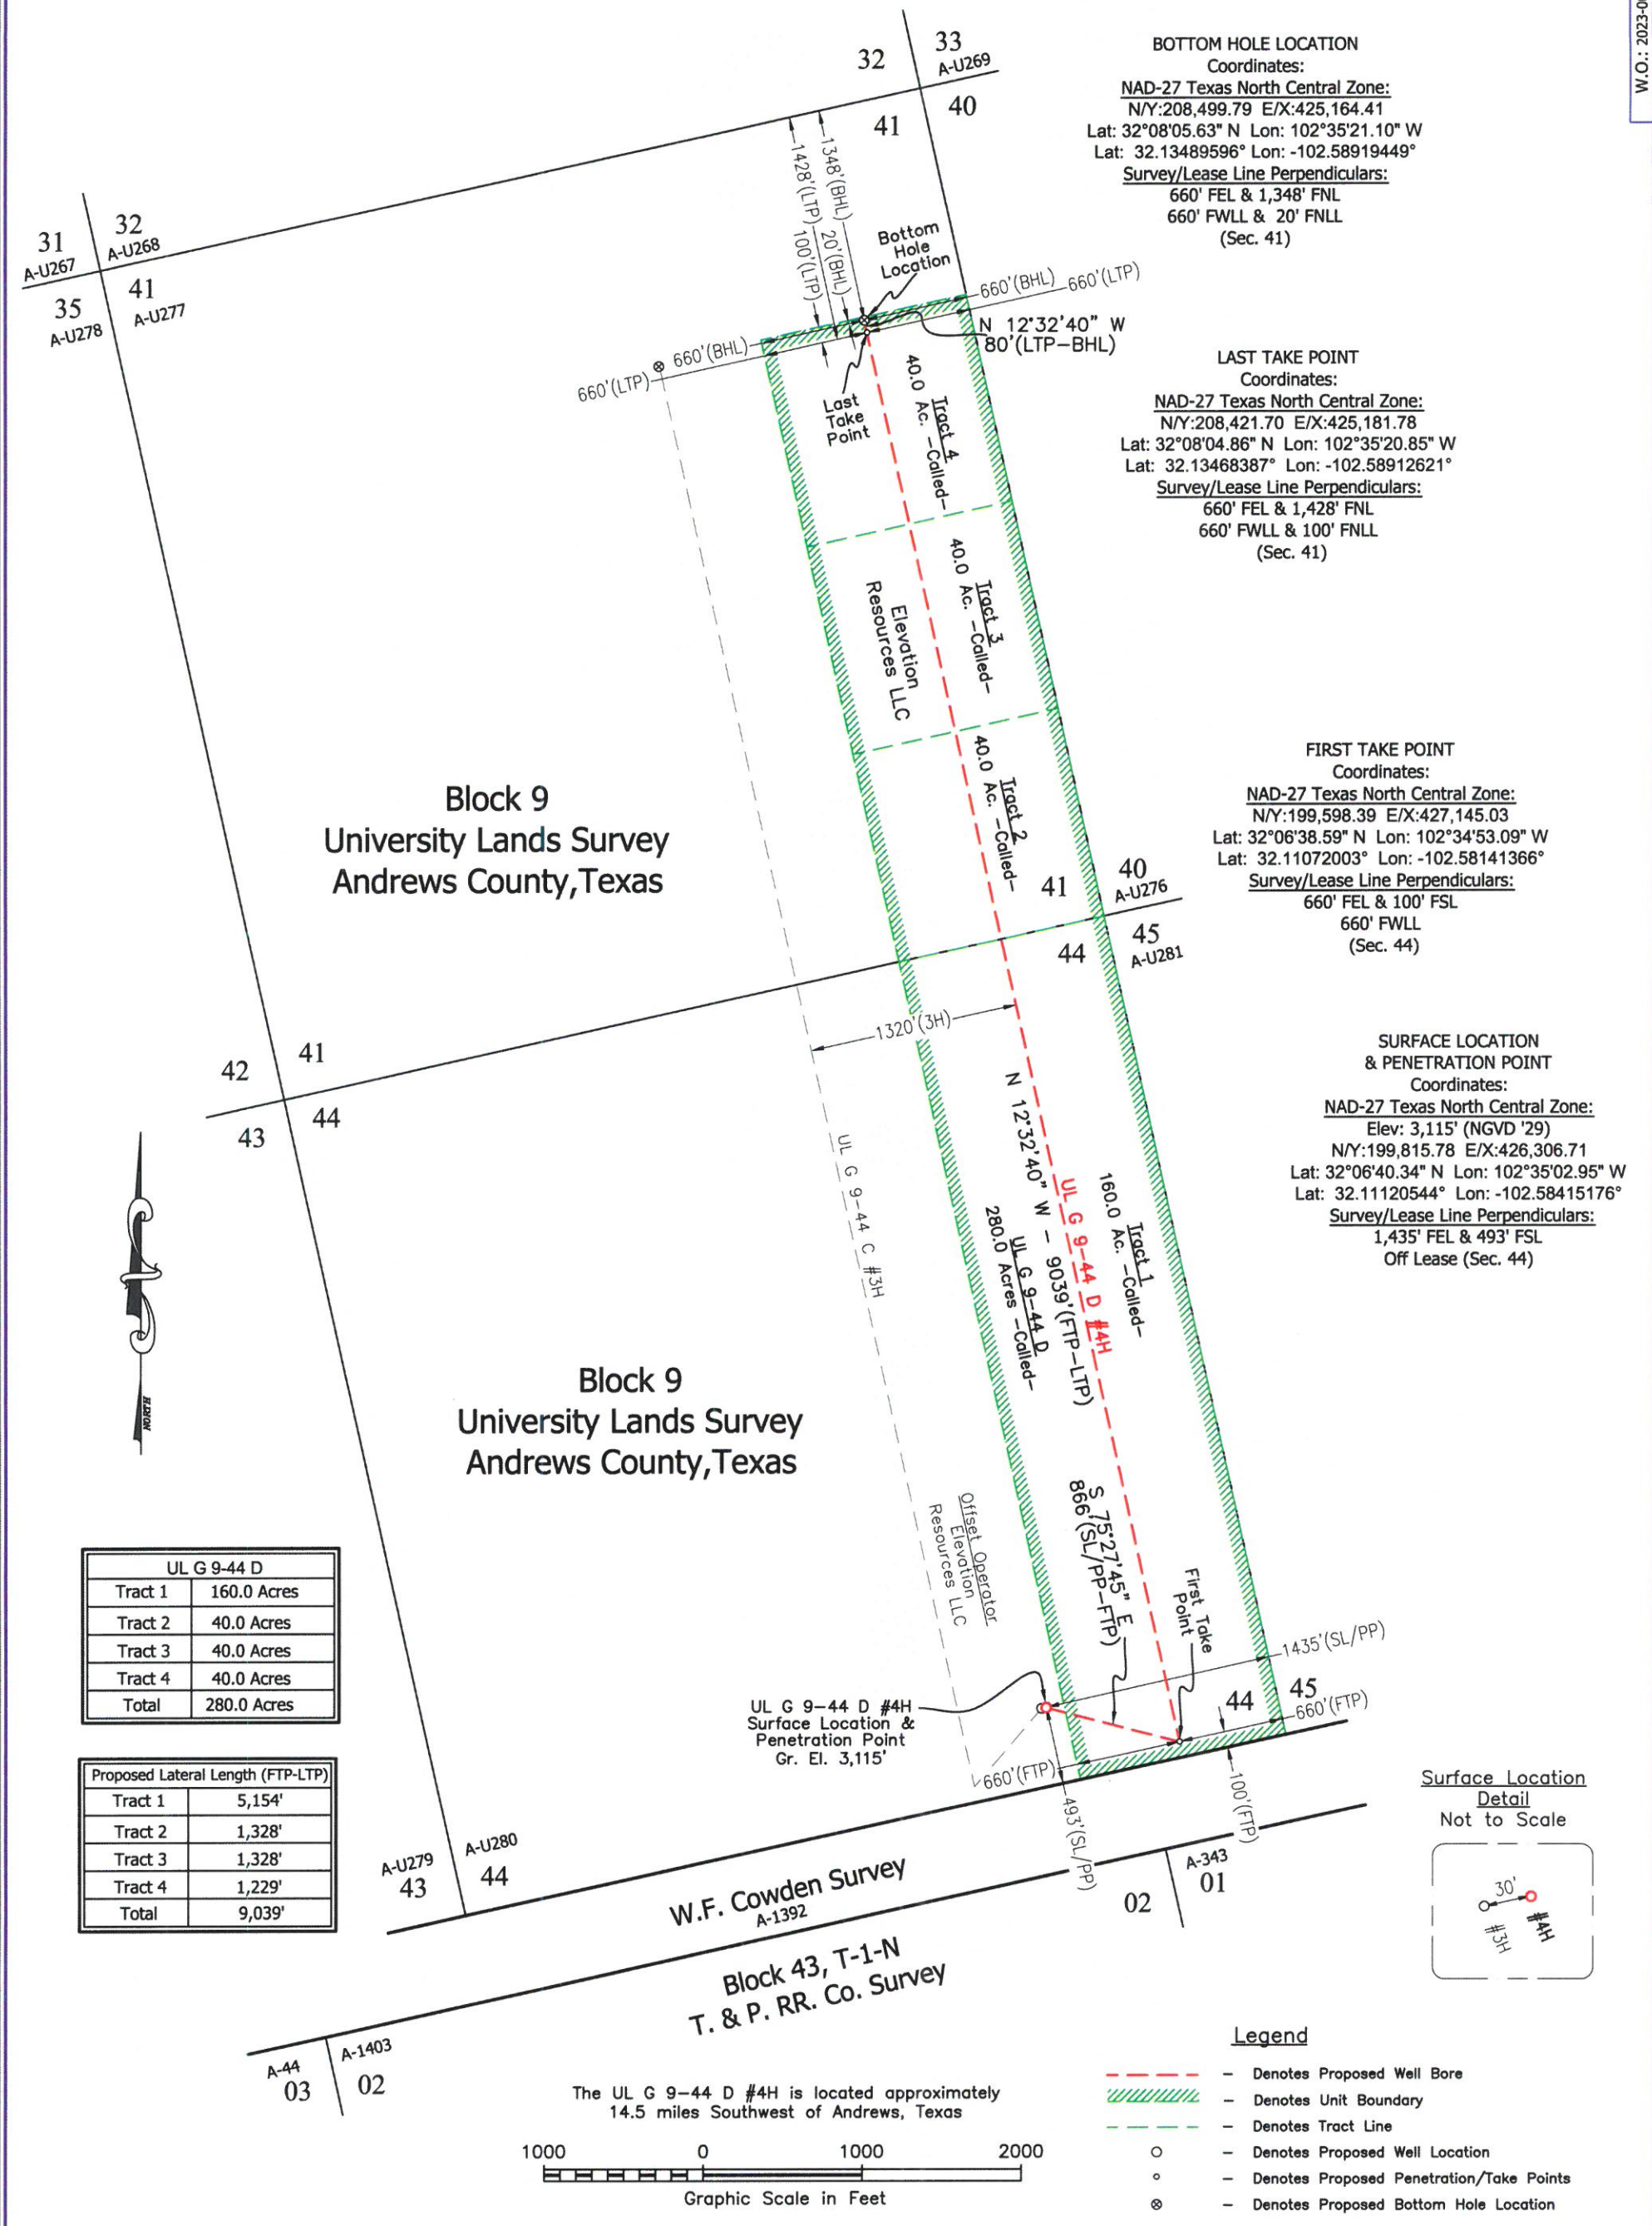 W.O.: 2023-0
BOTTOM HOLE LOCATION
Coordinates:
NAD-27 Texas North Central Zone:
N/Y:208,499.79 E/X:425,164.41
Lat: 32°08'05.63" N Lon: 102°35'21.10" W
Lat: 32.13489596° Lon: -102.58919449°
Survey/Lease Line Perpendiculars:
660' FEL & 1,348' FNL
660' FWLL & 20' FNLL
(Sec. 41)
LAST TAKE POINT
Coordinates:
NAD-27 Texas North Central Zone:
N/Y:208,421.70 E/X:425,181.78
Lat: 32°08'04.86" N Lon: 102°35'20.85" W
Lat: 32.13468387° Lon: -102.58912621°
Survey/Lease Line Perpendiculars:
660' FEL & 1,428' FNL
660' FWLL & 100' FNLL
(Sec. 41)
FIRST TAKE POINT
Coordinates:
NAD-27 Texas North Central Zone:
N/Y:199,598.39 E/X:427,145.03
Lat: 32°06'38.59" N Lon: 102°34'53.09" W
Lat: 32.11072003° Lon: -102.58141366°
Survey/Lease Line Perpendiculars:
660' FEL & 100' FSL
660' FWLL
(Sec. 44)
SURFACE LOCATION
& PENETRATION POINT
Coordinates:
NAD-27 Texas North Central Zone:
Elev: 3,115' (NGVD '29)
N/Y:199,815.78 E/X:426,306.71
Lat: 32°06'40.34" N Lon: 102°35'02.95" W
Lat: 32.11120544° Lon: -102.58415176°
Survey/Lease Line Perpendiculars:
1,435' FEL & 493' FSL
Off Lease (Sec. 44)
32
33
A-U269
41
40
31
A-U267
32
A-U268
35
A-U278
41
A-U277
1428'(LTP)
1348'(BHL)
100'(LTP)
20'(BHL)
Bottom
Hole
Location
660'(BHL)
660'(LTP)
N 12°32'40" W
80'(LTP-BHL)
660'(BHL)
660'(LTP)
Last
Take
Point
Tract 4
40.0 Ac. -Called-
Tract 3
40.0 Ac. -Called-
Elevation
Resources LLC
Tract 2
40.0 Ac. -Called-
Block 9
University Lands Survey
Andrews County,Texas
41
40
A-U276
44
45
A-U281
1320'(3H)
42
41
43
44
NORTH
N 12°32'40" W - 9039'(FTP-LTP)
UL G 9-44 D #4H
Tract 1
160.0 Ac. -Called-
UL G 9-44 D
280.0 Acres -Called-
UL G 9-44 C #3H
Block 9
University Lands Survey
Andrews County,Texas
S 75°27'45" E
866'(SL/PP-FTP)
First Take
Point
Offset Operator
Elevation
Resources LLC
1435'(SL/PP)
44
45
660'(FTP)
UL G 9-44 D #4H
Surface Location &
Penetration Point
Gr. El. 3,115'
660'(FTP)
493'(SL/PP)
100'(FTP)
UL G 9-44 D
Tract 1 160.0 Acres
Tract 2 40.0 Acres
Tract 3 40.0 Acres
Tract 4 40.0 Acres
Total 280.0 Acres
Proposed Lateral Length (FTP-LTP)
Tract 1 5,154'
Tract 2 1,328'
Tract 3 1,328'
Tract 4 1,229'
Total 9,039'
A-U279
43
A-U280
44
W.F. Cowden Survey
A-1392
02
A-343
01
Block 43, T-1-N
T. & P. RR. Co. Survey
A-44
03
A-1403
02
Surface Location
Detail
Not to Scale
30'
#3H
#4H
The UL G 9-44 D #4H is located approximately
14.5 miles Southwest of Andrews, Texas
1000 0 1000 2000
Graphic Scale in Feet
Legend
- Denotes Proposed Well Bore
- Denotes Unit Boundary
- Denotes Tract Line
- Denotes Proposed Well Location
- Denotes Proposed Penetration/Take Points
- Denotes Proposed Bottom Hole Location